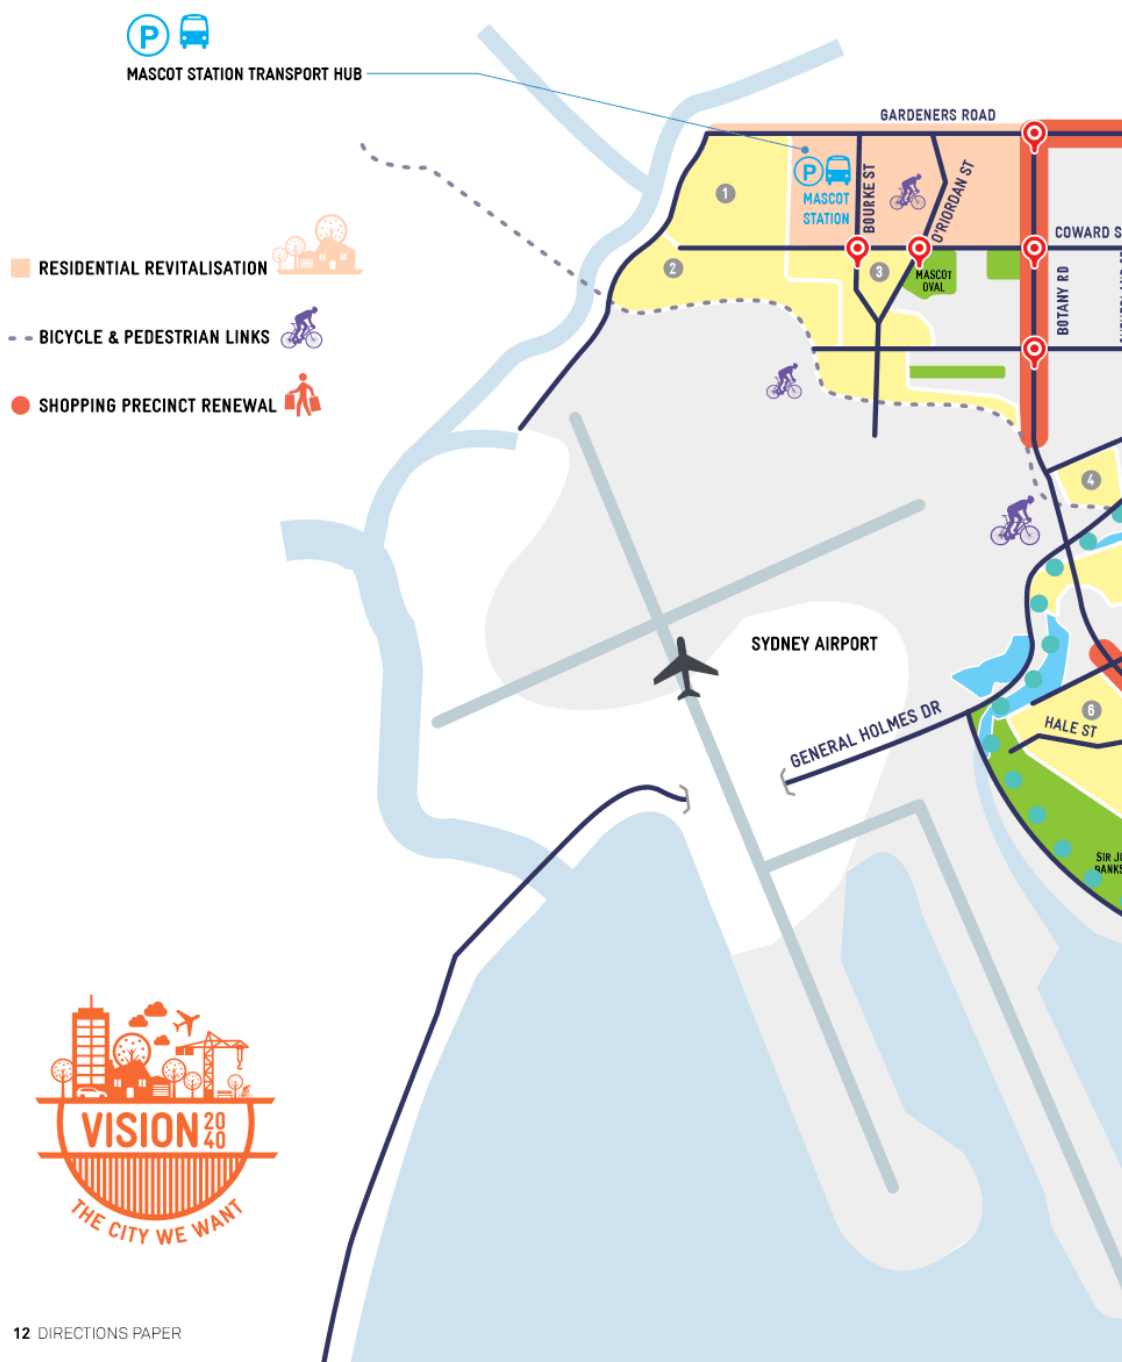 P
MASCOT STATION TRANSPORT HUB
GARDENERS ROAD
P
MASCOT
STATION
BOURKE ST
O'RIORDAN ST
1
COWARD S
2
3
MASCOT
OVAL
BOTANY RD
RESIDENTIAL REVITALISATION
BICYCLE & PEDESTRIAN LINKS
SHOPPING PRECINCT RENEWAL
4
SYDNEY AIRPORT
GENERAL HOLMES DR
6
HALE ST
SIR J
BANKS
VISION 20
40
THE CITY WE WANT
12 DIRECTIONS PAPER